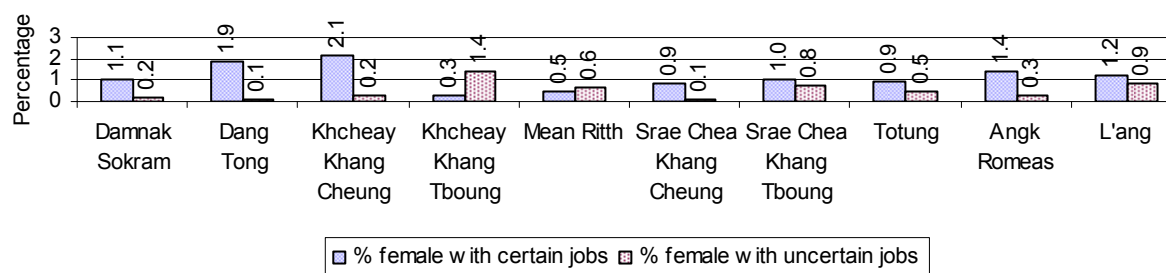 Percentage
3
2
1
0
1.1
0.2
1.9
0.1
2.1
0.2
0.3
1.4
0.5
0.6
0.9
0.1
1.0
0.8
0.9
0.5
1.4
0.3
1.2
0.9
Damnak
Sokram
Dang
Tong
Khcheay
Khang
Cheung
Khcheay
Khang
Tboung
Mean Ritth
Srae Chea
Khang
Cheung
Srae Chea
Khang
Tboung
Totung
Angk
Romeas
L'ang
% female with certain jobs
% female with uncertain jobs